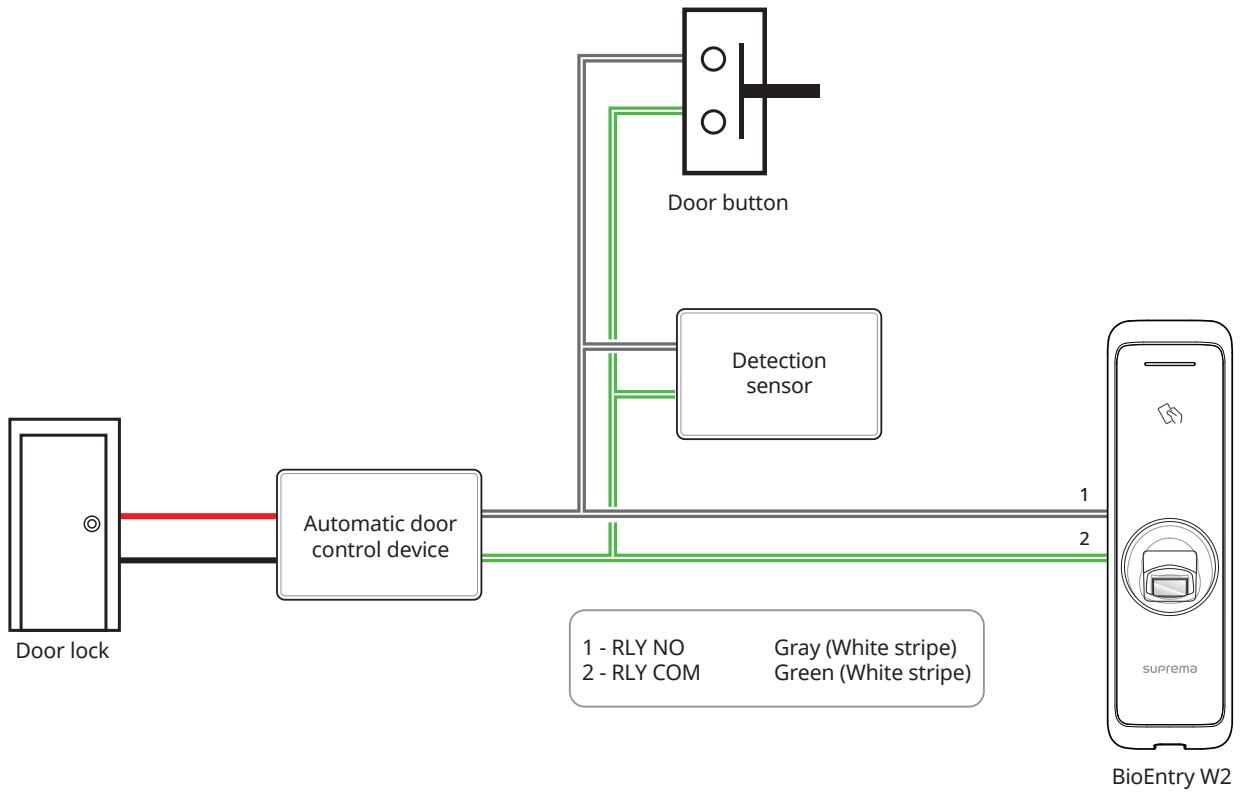 Door button
Detection
sensor
Automatic door
control device
1
2
Door lock
1 - RLY NO Gray (White stripe)
2 - RLY COM Green (White stripe)
suprema
BioEntry W2